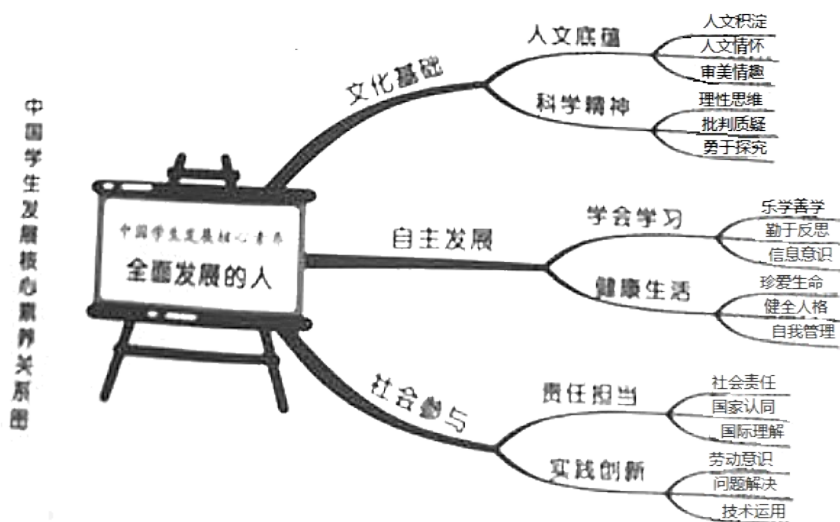 中国学生发展核心素养关系图
中国学生发展核心素养
全面发展的人
文化基础
人文底蕴
人文积淀
人文情怀
审美情趣
科学精神
理性思维
批判质疑
勇于探究
自主发展
学会学习
乐学善学
勤于反思
信息意识
健康生活
珍爱生命
健全人格
自我管理
社会参与
责任担当
社会责任
国家认同
国际理解
实践创新
劳动意识
问题解决
技术运用